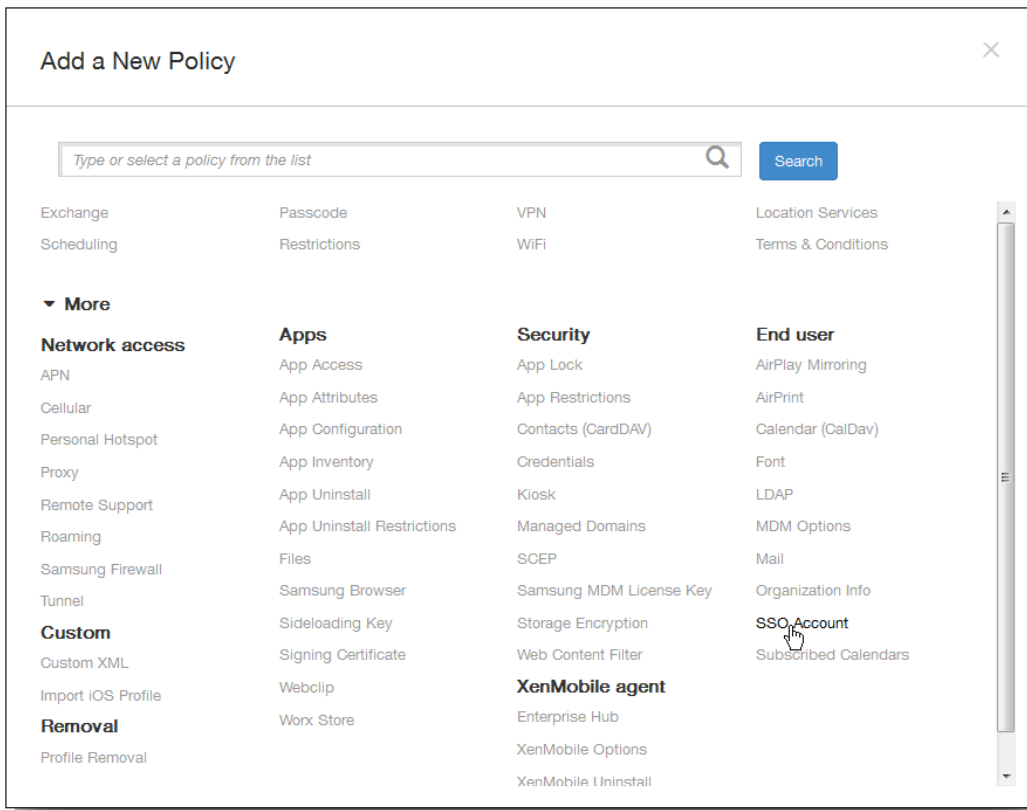 Add a New Policy
Type or select a policy from the list
Search
Exchange
Passcode
VPN
Location Services
Scheduling
Restrictions
WiFi
Terms & Conditions
More
Network access
APN
Cellular
Personal Hotspot
Proxy
Remote Support
Roaming
Samsung Firewall
Tunnel
Custom
Custom XML
Import iOS Profile
Removal
Profile Removal
Apps
App Access
App Attributes
App Configuration
App Inventory
App Uninstall
App Uninstall Restrictions
Files
Samsung Browser
Sideloading Key
Signing Certificate
Webclip
Worx Store
Security
App Lock
App Restrictions
Contacts (CardDAV)
Credentials
Kiosk
Managed Domains
SCEP
Samsung MDM License Key
Storage Encryption
Web Content Filter
XenMobile agent
Enterprise Hub
XenMobile Options
XenMobile Uninstall
End user
AirPlay Mirroring
AirPrint
Calendar (CalDav)
Font
LDAP
MDM Options
Mail
Organization Info
SSO Account
Subscribed Calendars